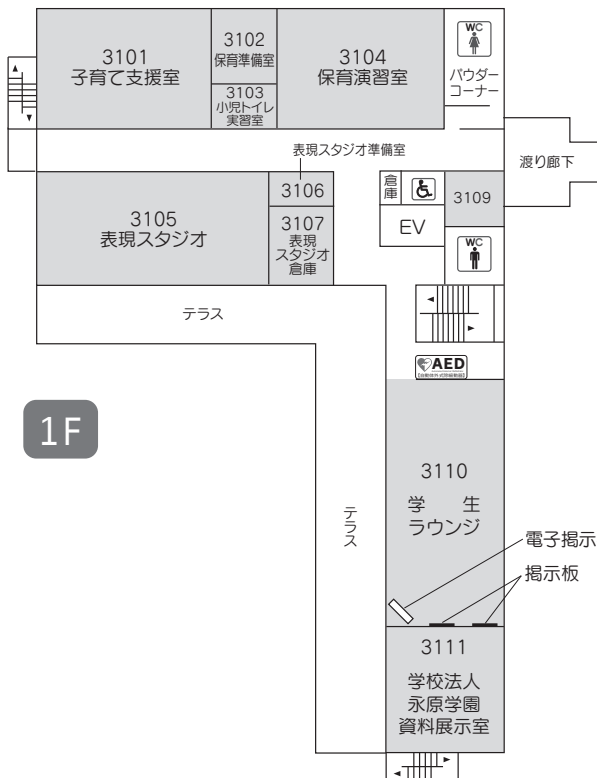 3101
子育て支援室
3102
保育準備室
3103
小児トイレ
実習室
3104
保育演習室
WC
パウダー
コーナー
渡り廊下
表現スタジオ準備室
3105
表現スタジオ
3106
3107
表現
スタジオ
倉庫
倉庫
EV
3109
WC
テラス
AED
1F
3110
学 生
ラウンジ
テラス
電子掲示
掲示板
3111
学校法人
永原学園
資料展示室